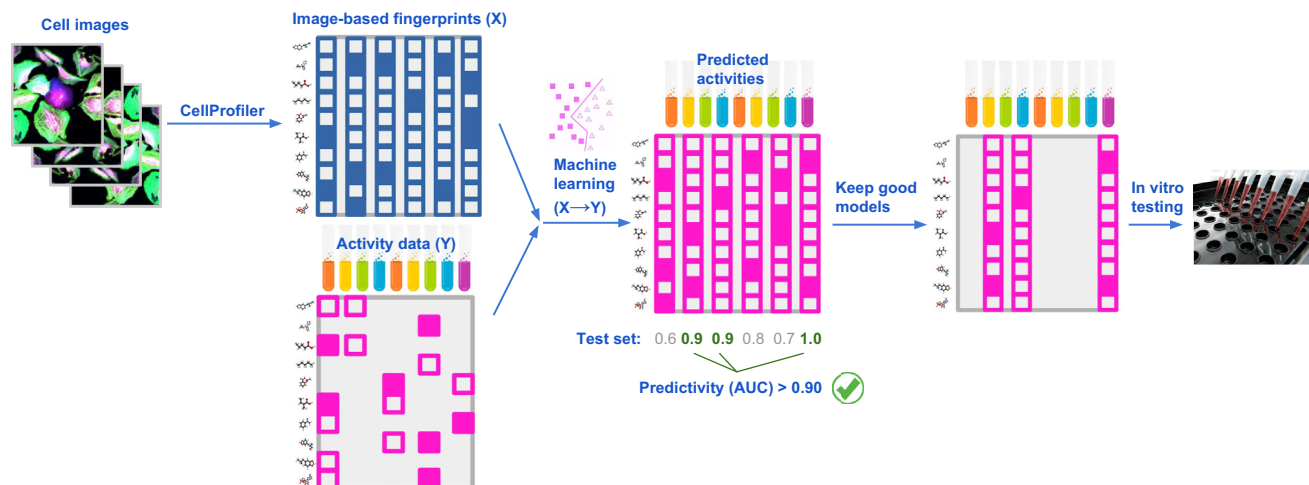 Cell images
Image-based fingerprints (X)
CellProfiler
Activity data (Y)
Machine
learning
(X→Y)
Predicted
activities
Test set: 0.6 0.9 0.9 0.8 0.7 1.0
Predictivity (AUC) > 0.90
Keep good
models
In vitro
testing